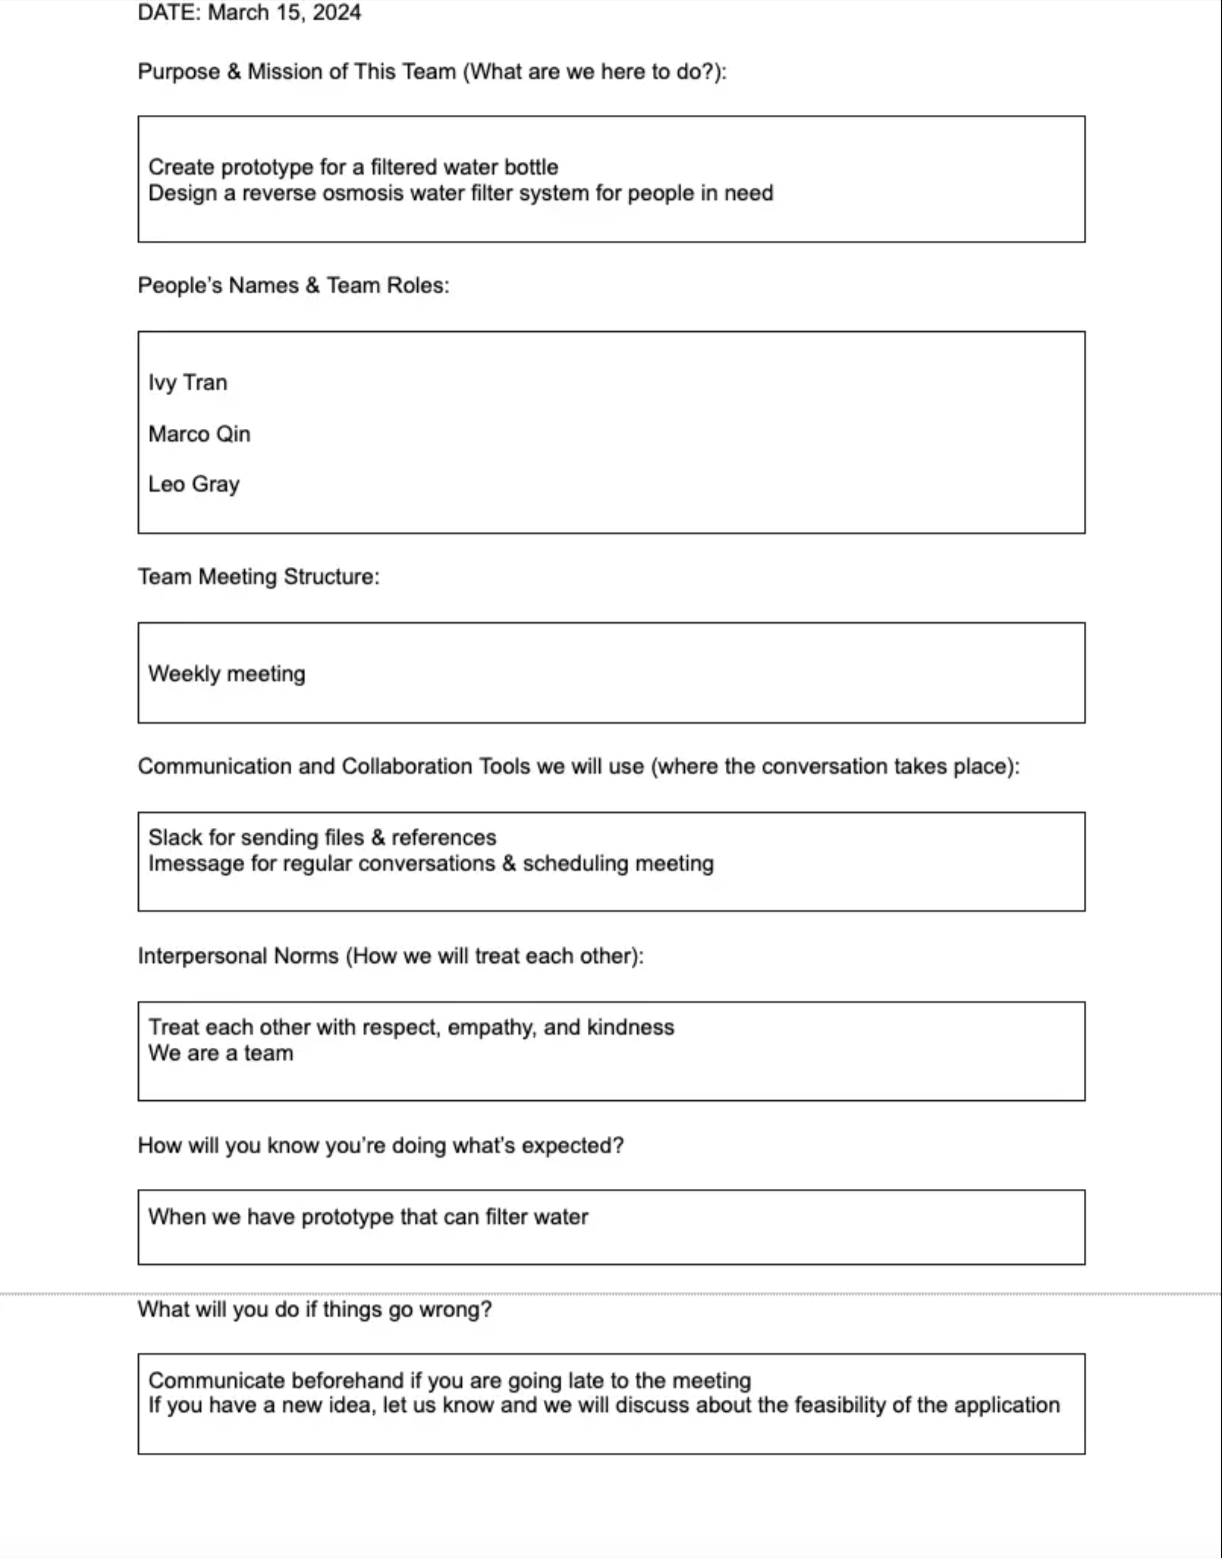 DATE: March 15, 2024
Purpose & Mission of This Team (What are we here to do?):
Create prototype for a filtered water bottle
Design a reverse osmosis water filter system for people in need
People's Names & Team Roles:
Ivy Tran
Marco Qin
Leo Gray
Team Meeting Structure:
Weekly meeting
Communication and Collaboration Tools we will use (where the conversation takes place):
Slack for sending files & references
Imessage for regular conversations & scheduling meeting
Interpersonal Norms (How we will treat each other):
Treat each other with respect, empathy, and kindness
We are a team
How will you know you're doing what's expected?
When we have prototype that can filter water
What will you do if things go wrong?
Communicate beforehand if you are going late to the meeting
If you have a new idea, let us know and we will discuss about the feasibility of the application